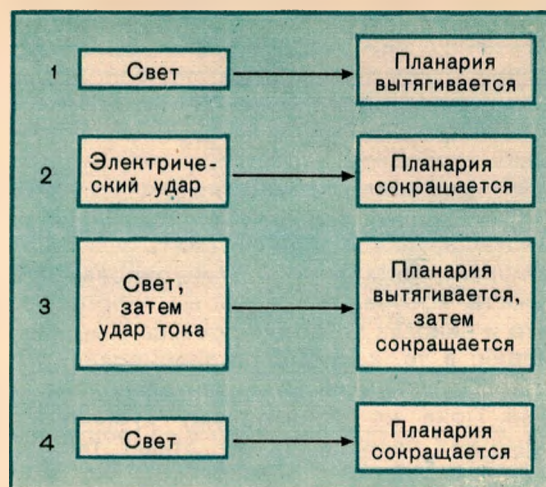 1
Свет
Планария
вытягивается
2
Электриче-
ский удар
Планария
сокращается
3
Свет,
затем
удар тока
Планария
вытягивается,
затем
сокращается
4
Свет
Планария
сокращается